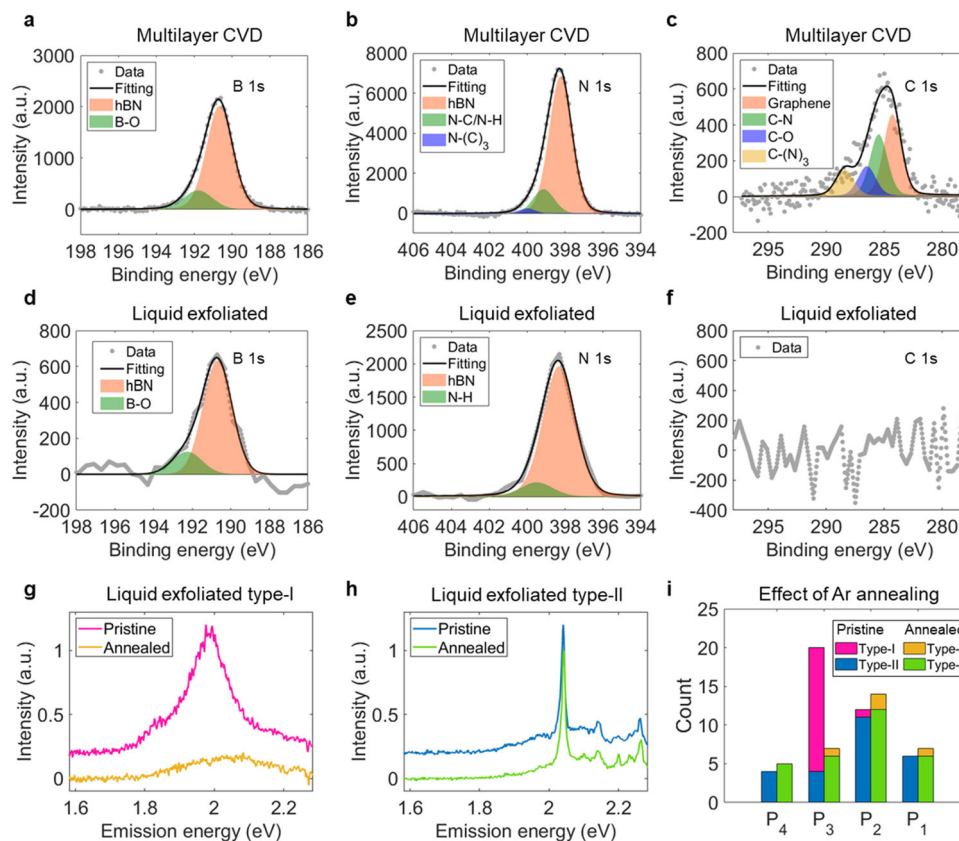 a
Multilayer CVD
3000
2000
1000
0
Intensity (a.u.)
Data
Fitting
hBN
B-O
B 1s
198 196 194 192 190 188 186
Binding energy (eV)
b
Multilayer CVD
8000
6000
4000
2000
0
Intensity (a.u.)
Data
Fitting
hBN
N-C/N-H
N-(C)3
N 1s
406 404 402 400 398 396 394
Binding energy (eV)
c
Multilayer CVD
800
600
400
200
0
-200
Intensity (a.u.)
Data
Fitting
Graphene
C-N
C-O
C-(N)3
C 1s
295 290 285 280
Binding energy (eV)
d
Liquid exfoliated
800
600
400
200
0
-200
Intensity (a.u.)
Data
Fitting
hBN
B-O
B 1s
198 196 194 192 190 188 186
Binding energy (eV)
e
Liquid exfoliated
2500
2000
1500
1000
500
0
Intensity (a.u.)
Data
Fitting
hBN
N-H
N 1s
406 404 402 400 398 396 394
Binding energy (eV)
f
Liquid exfoliated
800
600
400
200
0
-200
-400
Intensity (a.u.)
Data
C 1s
295 290 285 280
Binding energy (eV)
g
Liquid exfoliated type-I
1
0.5
0
Intensity (a.u.)
Pristine
Annealed
1.6 1.8 2 2.2
Emission energy (eV)
h
Liquid exfoliated type-II
1
0.5
0
Intensity (a.u.)
Pristine
Annealed
1.6 1.8 2 2.2
Emission energy (eV)
i
Effect of Ar annealing
25
20
15
10
5
0
Count
Pristine Annealed
Type-I Type-
Type-II Type-
P4 P3 P2 P1